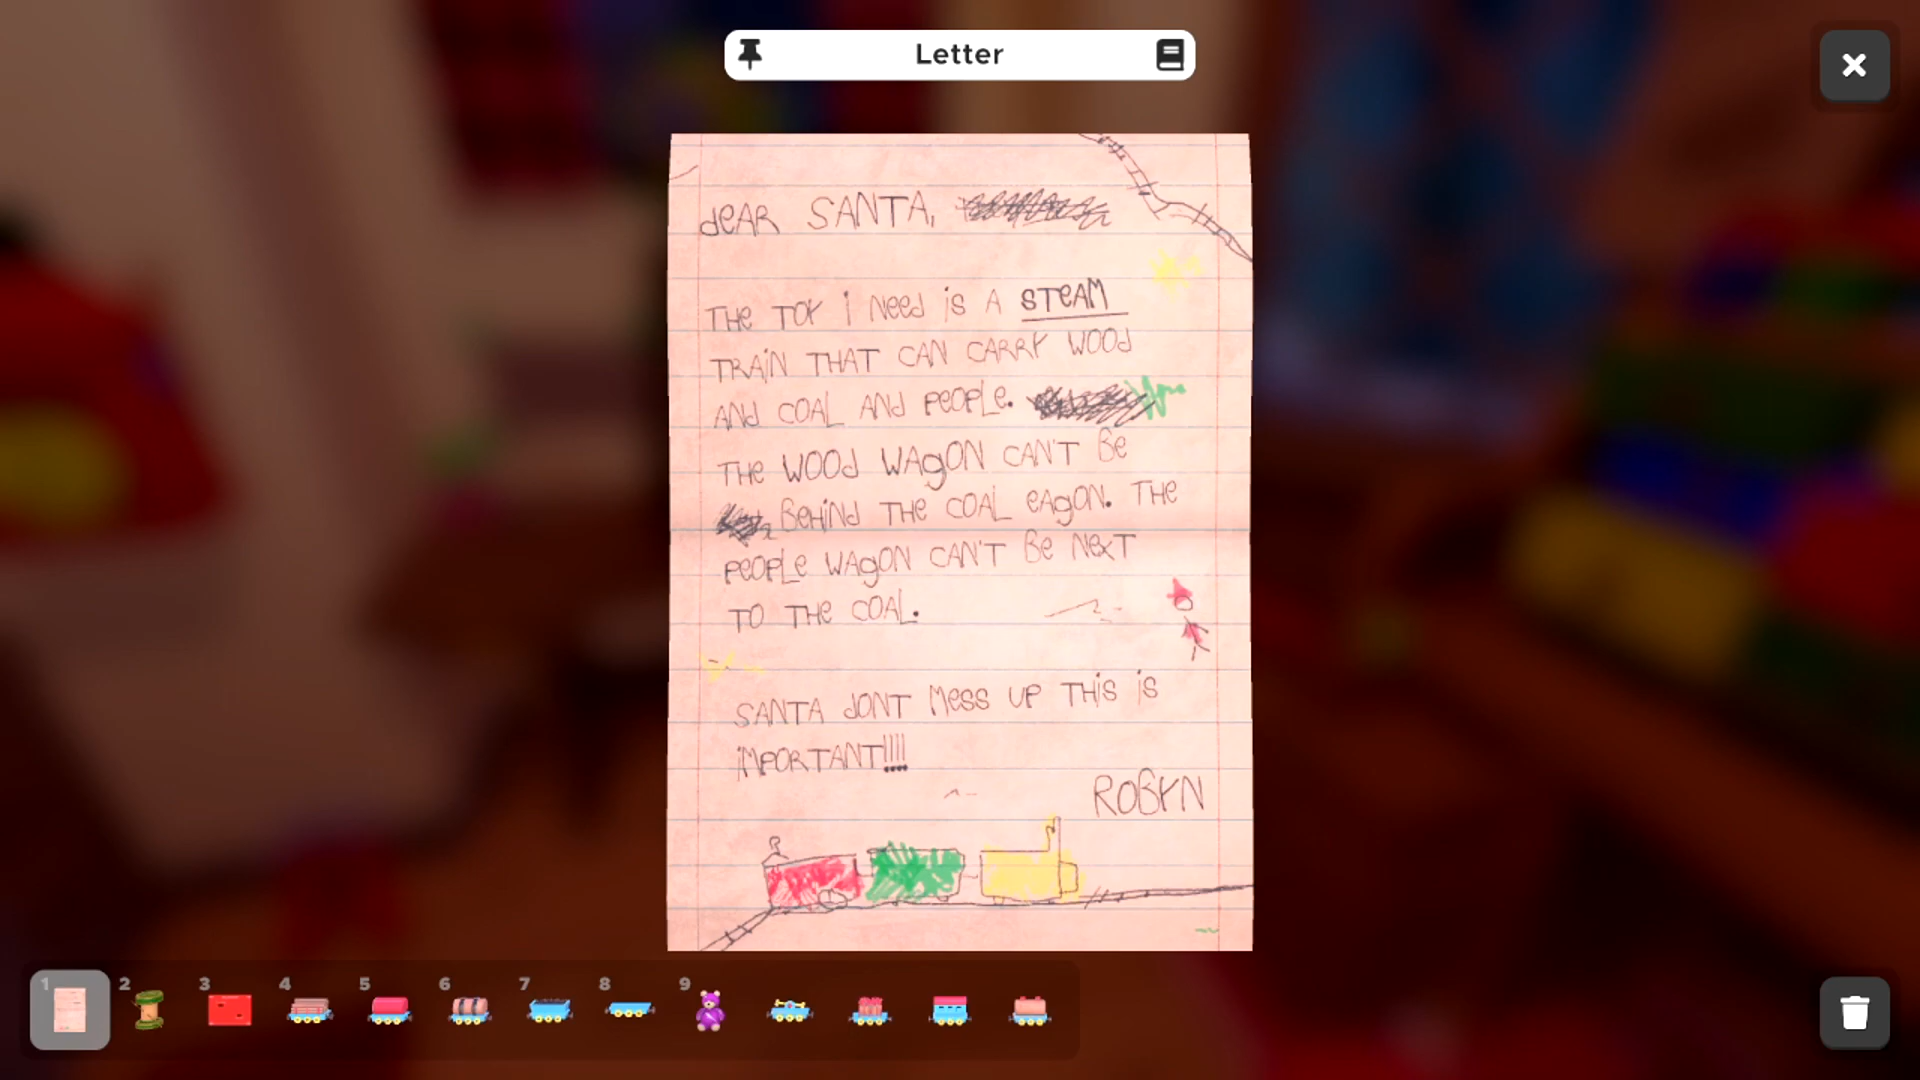 Letter
dEAR SANTA,
THE TOY i NEEd iS A STEAM
TRAiN THAT CAN CARRY WOOd
ANd COAL ANd PEOPLE.
THE WOOd WAgON CAN'T BE
BEHiNd THE COAL EAgON. THE
PEOPLE WAgON CAN'T BE NEXT
TO THE COAL.
SANTA dONT MESS UP THiS iS
iMPORTANT!!!!
ROBYN
1 2 3 4 5 6 7 8 9